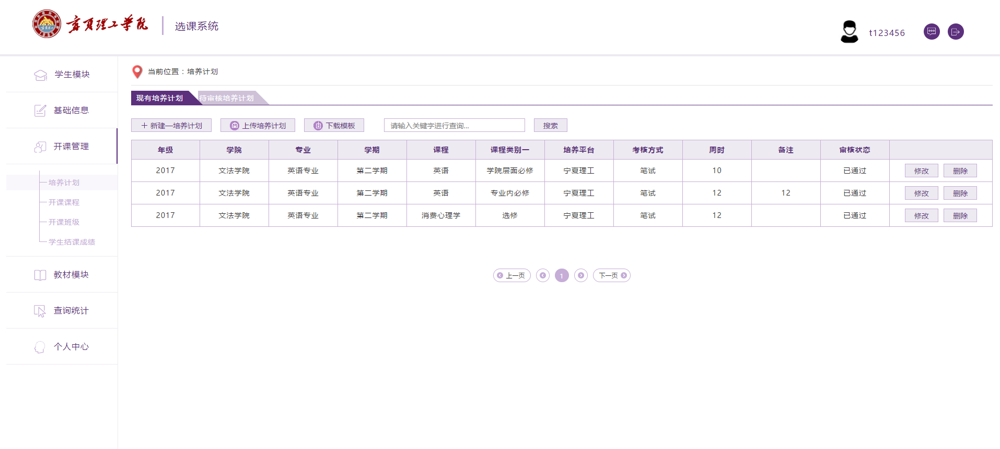 宁夏理工学院 选课系统
t123456
学生模块
基础信息
开课管理
培养计划
开课课程
开课班级
学生结课成绩
教材模块
查询统计
个人中心
当前位置：培养计划
现有培养计划 待审核培养计划
新建—培养计划 上传培养计划 下载模板 请输入关键字进行查询... 搜索
年级 学院 专业 学期 课程 课程类别一 培养平台 考核方式 周时 备注 审核状态
2017 文法学院 英语专业 第二学期 英语 学院层面必修 宁夏理工 笔试 10 已通过 修改 删除
2017 文法学院 英语专业 第二学期 英语 专业内必修 宁夏理工 笔试 12 12 已通过 修改 删除
2017 文法学院 英语专业 第二学期 消费心理学 选修 宁夏理工 笔试 12 已通过 修改 删除
上一页 1 下一页